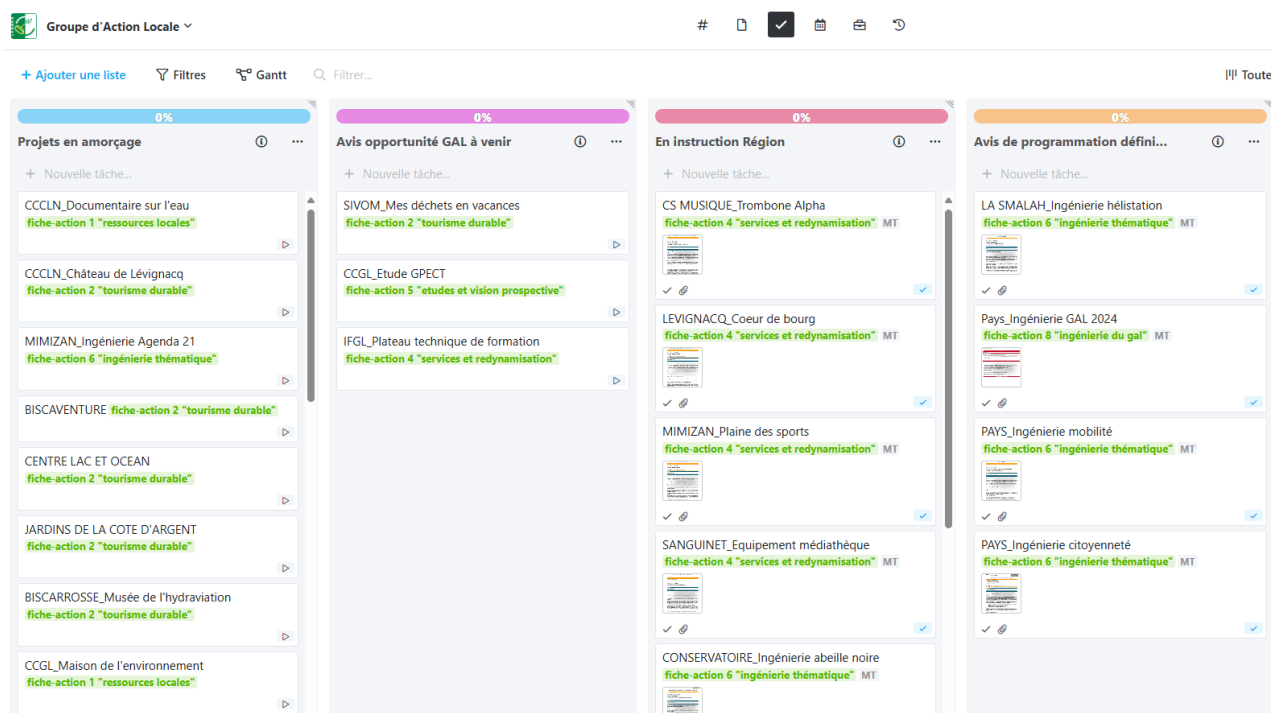 Groupe d'Action Locale
+ Ajouter une liste Filtres Gantt Filtrer... Toute
0%
Projets en amorçage
+ Nouvelle tâche...
CCCLN_Documentaire sur l'eau
fiche-action 1 "ressources locales"
CCCLN_Château de Lévignacq
fiche-action 2 "tourisme durable"
MIMIZAN_Ingénierie Agenda 21
fiche-action 6 "ingénierie thématique"
BISCAVENTURE fiche-action 2 "tourisme durable"
CENTRE LAC ET OCEAN
fiche-action 2 "tourisme durable"
JARDINS DE LA COTE D'ARGENT
fiche-action 2 "tourisme durable"
BISCARROSSE_Musée de l'hydraviation
fiche-action 2 "tourisme durable"
CCGL_Maison de l'environnement
fiche-action 1 "ressources locales"
0%
Avis opportunité GAL à venir
+ Nouvelle tâche...
SIVOM_Mes déchets en vacances
fiche-action 2 "tourisme durable"
CCGL_Etude GPECT
fiche-action 5 "etudes et vision prospective"
IFGL_Plateau technique de formation
fiche-action 4 "services et redynamisation"
0%
En instruction Région
+ Nouvelle tâche...
CS MUSIQUE_Trombone Alpha
fiche-action 4 "services et redynamisation" MT
LEVIGNACQ_Coeur de bourg
fiche-action 4 "services et redynamisation" MT
MIMIZAN_Plaine des sports
fiche-action 4 "services et redynamisation" MT
SANGUINET_Equipement médiathèque
fiche-action 4 "services et redynamisation" MT
CONSERVATOIRE_Ingénierie abeille noire
fiche-action 6 "ingénierie thématique" MT
0%
Avis de programmation défini...
+ Nouvelle tâche...
LA SMALAH_Ingénierie hélistation
fiche-action 6 "ingénierie thématique" MT
Pays_Ingénierie GAL 2024
fiche-action 8 "ingénierie du gal" MT
PAYS_Ingénierie mobilité
fiche-action 6 "ingénierie thématique" MT
PAYS_Ingénierie citoyenneté
fiche-action 6 "ingénierie thématique" MT